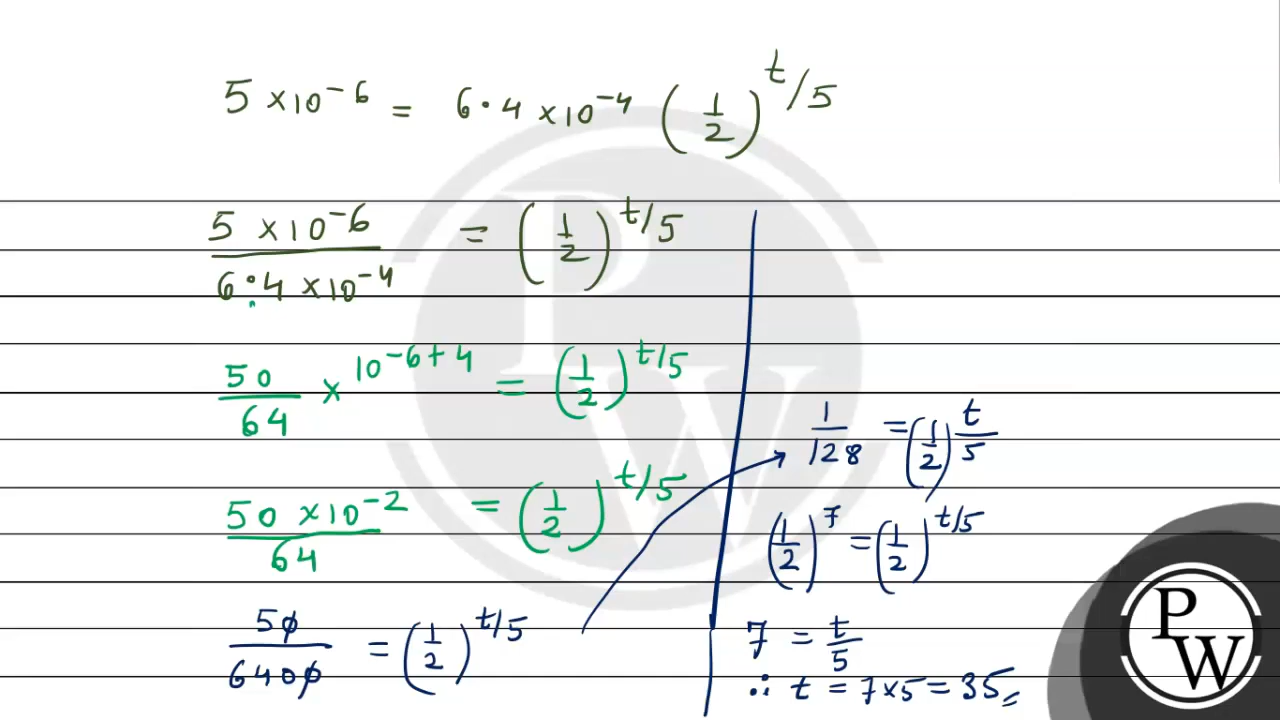 5 × 10⁻⁶ = 6.4 × 10⁻⁴ (1/2)^t/5
5 × 10⁻⁶ / 6.4 × 10⁻⁴ = (1/2)^t/5
50/64 × 10⁻⁶⁺⁴ = (1/2)^t/5
50 × 10⁻² / 64 = (1/2)^t/5
50/6400 = (1/2)^t/5
1/128 = (1/2)^t/5
(1/2)⁷ = (1/2)^t/5
7 = t/5
∴ t = 7×5 = 35
PW
PW